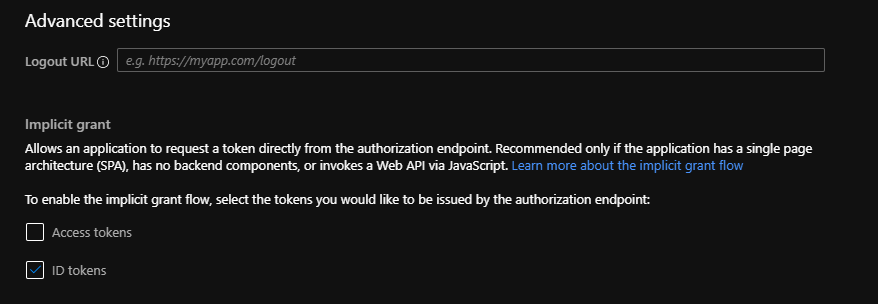 Advanced settings
Logout URL
e.g. https://myapp.com/logout
Implicit grant
Allows an application to request a token directly from the authorization endpoint. Recommended only if the application has a single page
architecture (SPA), has no backend components, or invokes a Web API via JavaScript. Learn more about the implicit grant flow
To enable the implicit grant flow, select the tokens you would like to be issued by the authorization endpoint:
Access tokens
ID tokens